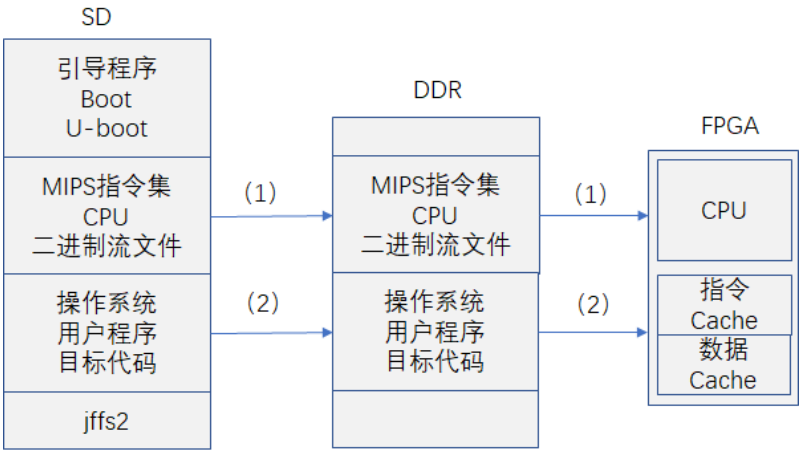 SD
引导程序
Boot
U-boot
MIPS指令集
CPU
二进制流文件
操作系统
用户程序
目标代码
jffs2
(1)
(2)
DDR
MIPS指令集
CPU
二进制流文件
操作系统
用户程序
目标代码
(1)
(2)
FPGA
CPU
指令
Cache
数据
Cache